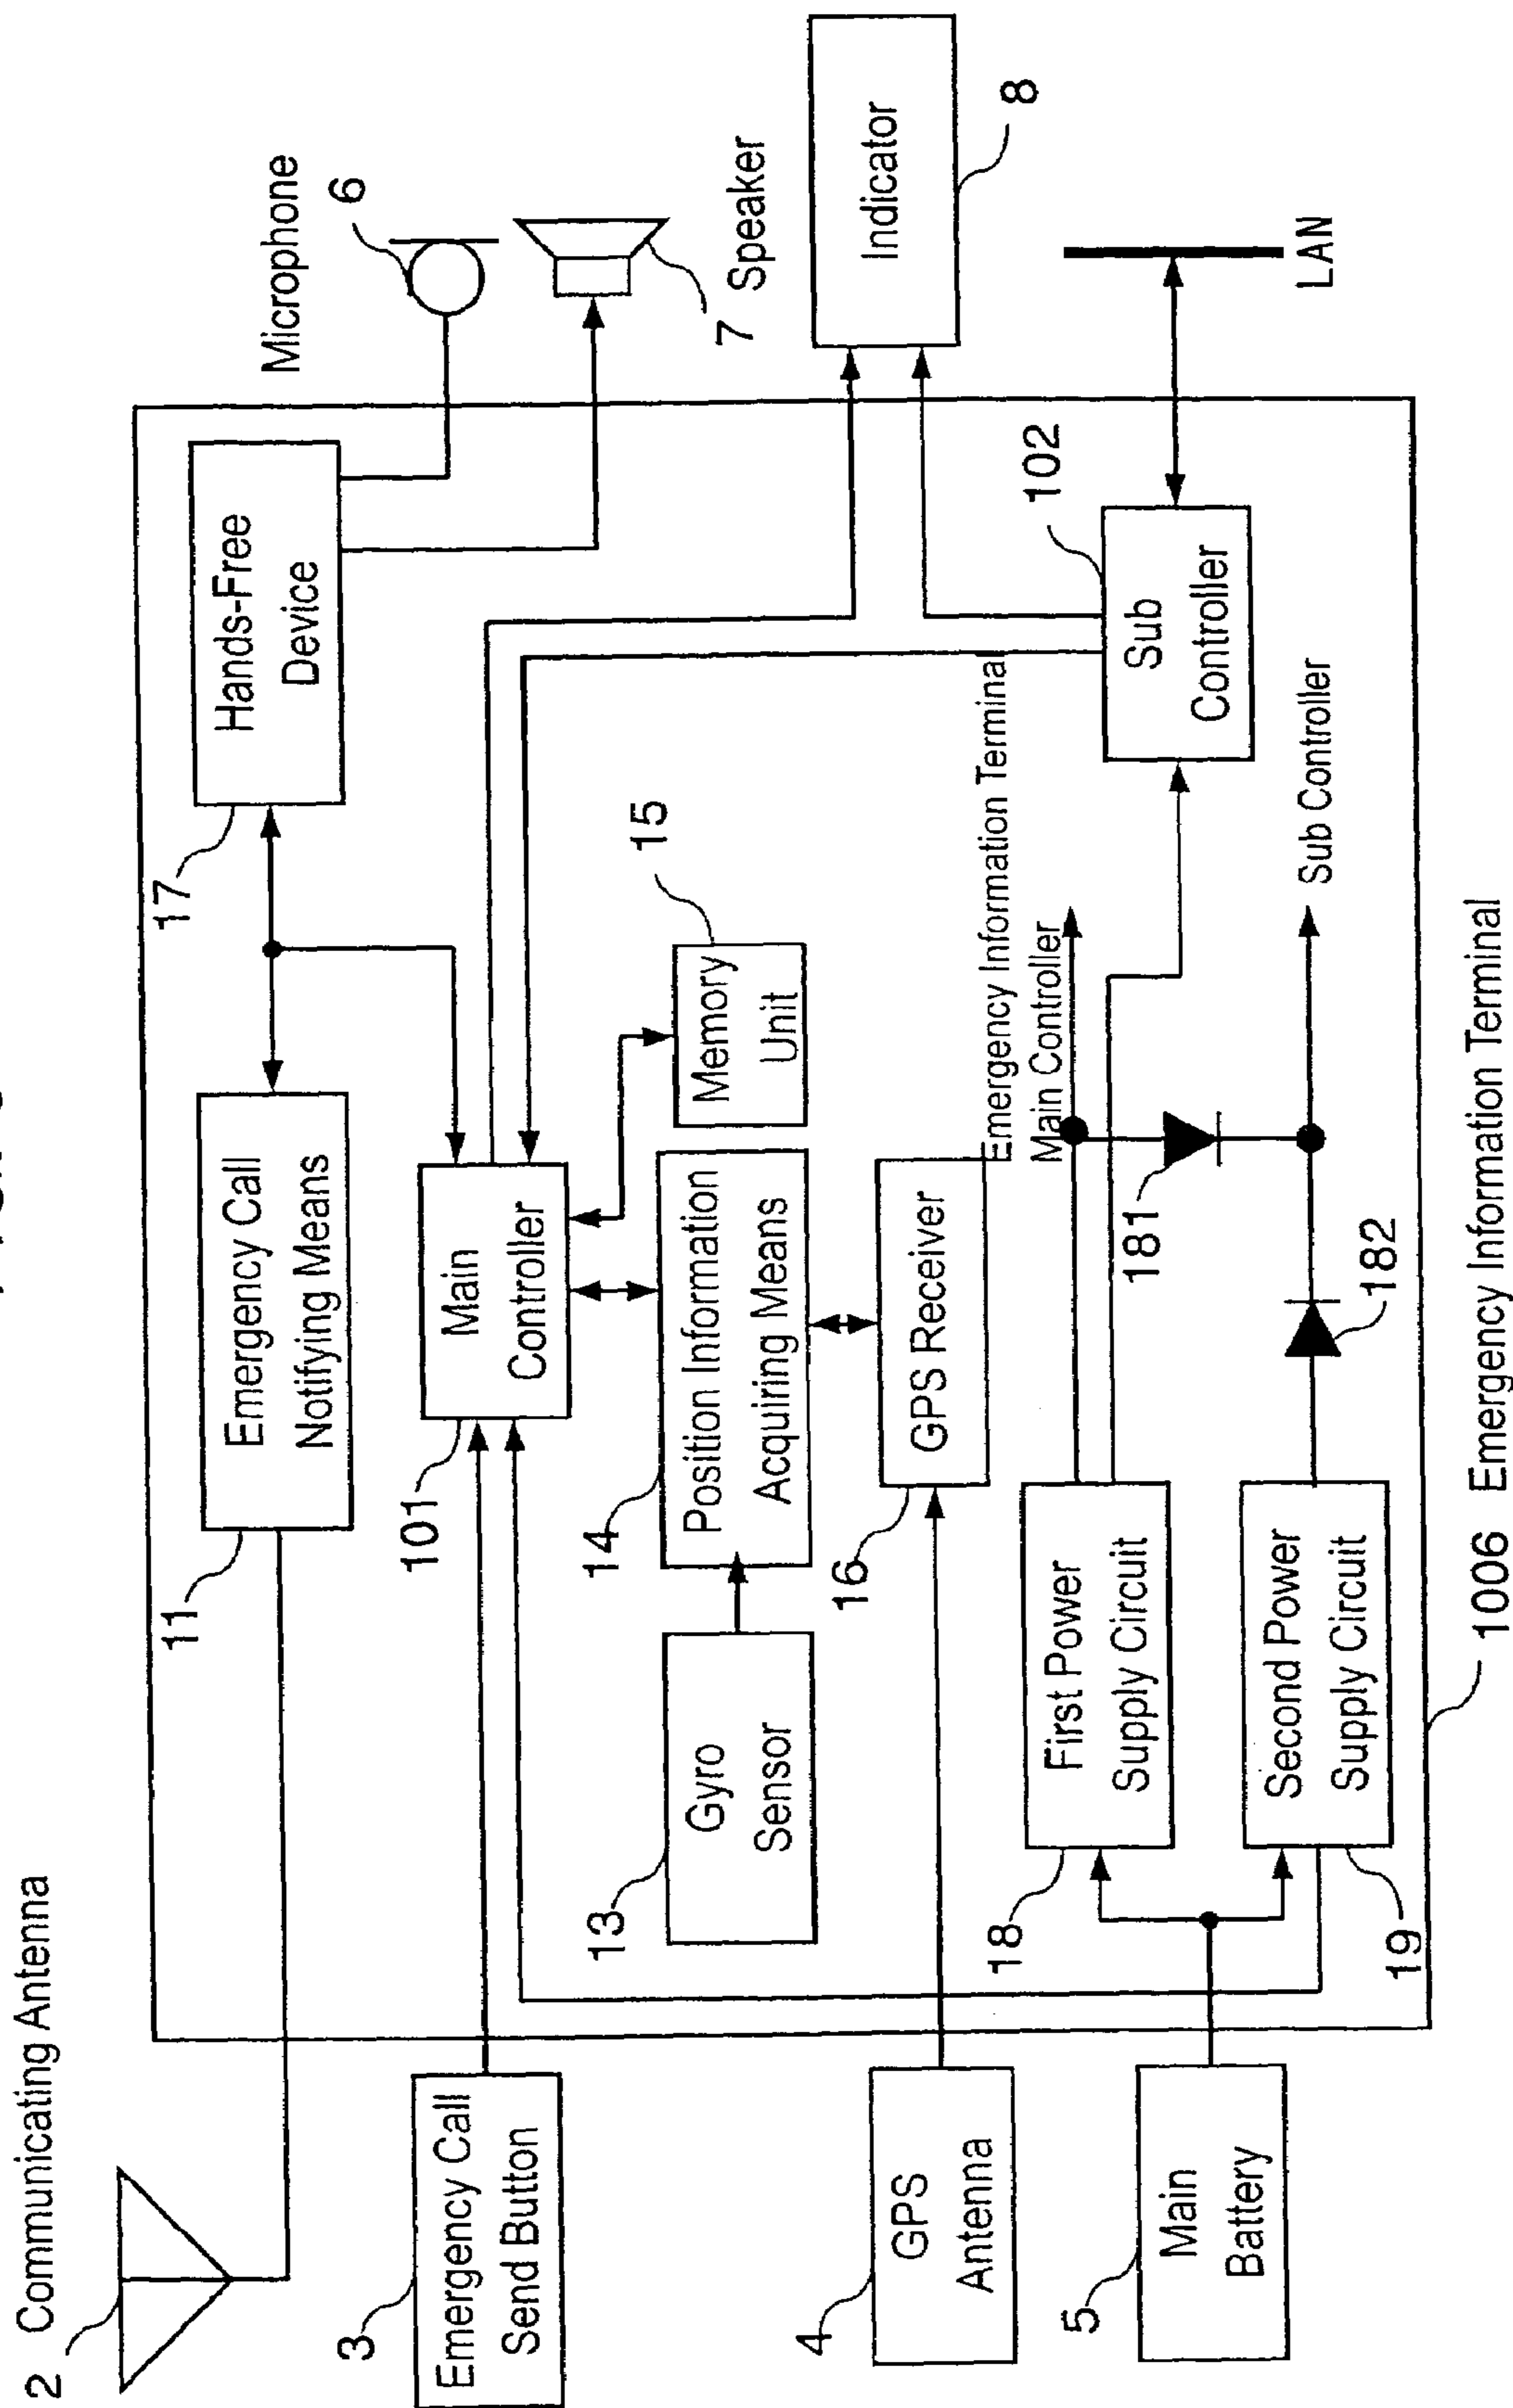 2 Communicating Antenna
Microphone
6
7
Speaker
17
Hands-Free
Device
11
Emergency Call
Notifying Means
3
Emergency Call
Send Button
101
Main
Controller
15
Memory
Unit
Indicator
8
14
Position Information
Acquiring Means
13
Gyro
Sensor
4
GPS
Antenna
16
GPS Receiver
Emergency Information Terminal
Main Controller
102
Sub
Controller
LAN
5
Main
Battery
18
First Power
Supply Circuit
19
Second Power
Supply Circuit
181
182
Sub Controller
1006 Emergency Information Terminal